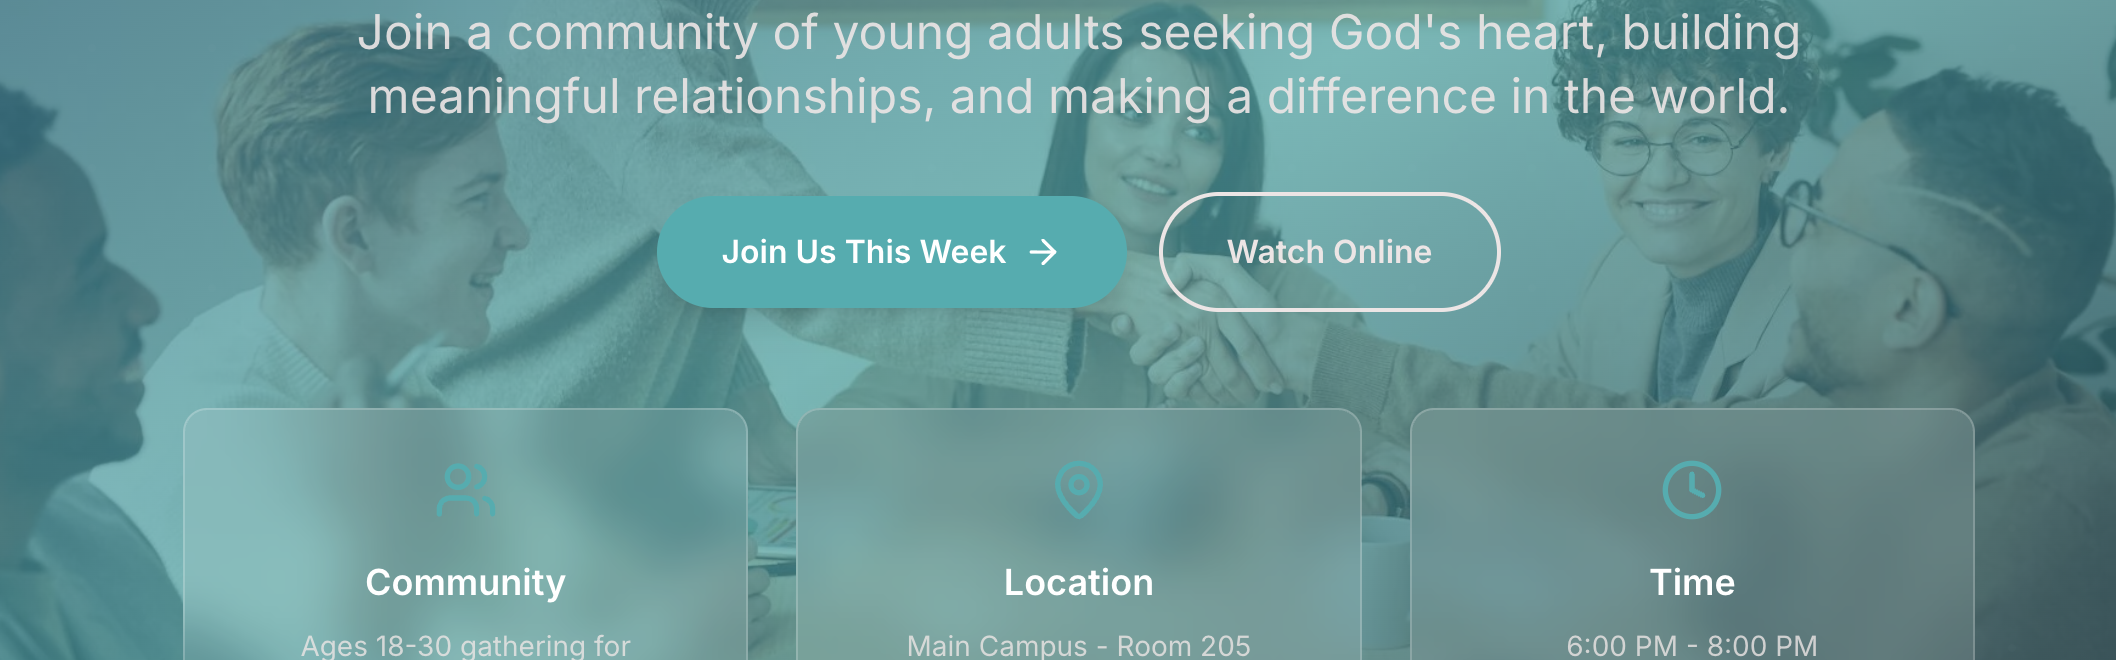 Join a community of young adults seeking God's heart, building
meaningful relationships, and making a difference in the world.
Join Us This Week →
Watch Online
Community
Location
Time
Ages 18-30 gathering for
Main Campus - Room 205
6:00 PM - 8:00 PM